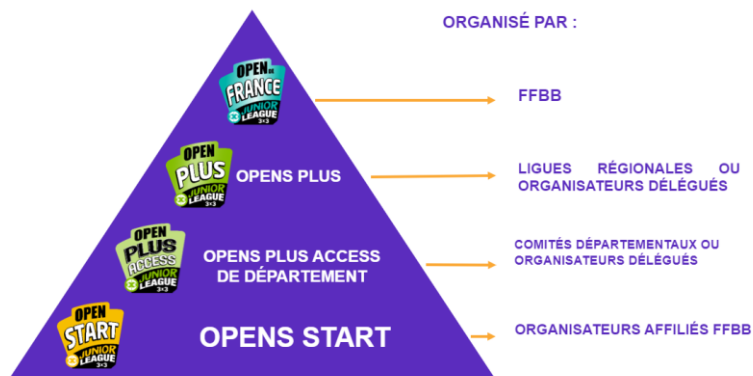 ORGANISÉ PAR :
OPEN DE
FRANCE
JUNIOR
LEAGUE
3x3
FFBB
OPEN
PLUS
JUNIOR
LEAGUE
3x3
OPENS PLUS
LIGUES RÉGIONALES OU
ORGANISATEURS DÉLÉGUÉS
OPEN
PLUS
ACCESS
JUNIOR
LEAGUE
3x3
OPENS PLUS ACCESS
DE DÉPARTEMENT
COMITÉS DÉPARTEMENTAUX OU
ORGANISATEURS DÉLÉGUÉS
OPEN
START
JUNIOR
LEAGUE
3x3
OPENS START
ORGANISATEURS AFFILIÉS FFBB